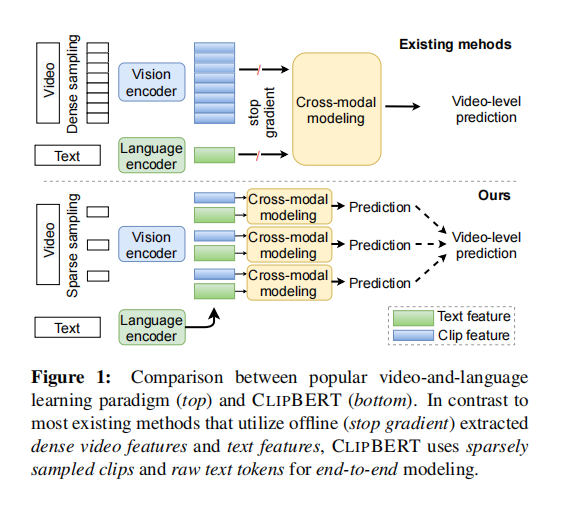 Existing mehods
Video
Dense sampling
Vision
encoder
stop
gradient
Cross-modal
modeling
Video-level
prediction
Text
Language
encoder
Ours
Video
Sparse sampling
Vision
encoder
Cross-modal
modeling
Prediction
Cross-modal
modeling
Prediction
Cross-modal
modeling
Prediction
Video-level
prediction
Text
Language
encoder
Text feature
Clip feature
Figure 1: Comparison between popular video-and-language
learning paradigm (top) and CLIPBERT (bottom). In contrast to
most existing methods that utilize offline (stop gradient) extracted
dense video features and text features, CLIPBERT uses sparsely
sampled clips and raw text tokens for end-to-end modeling.